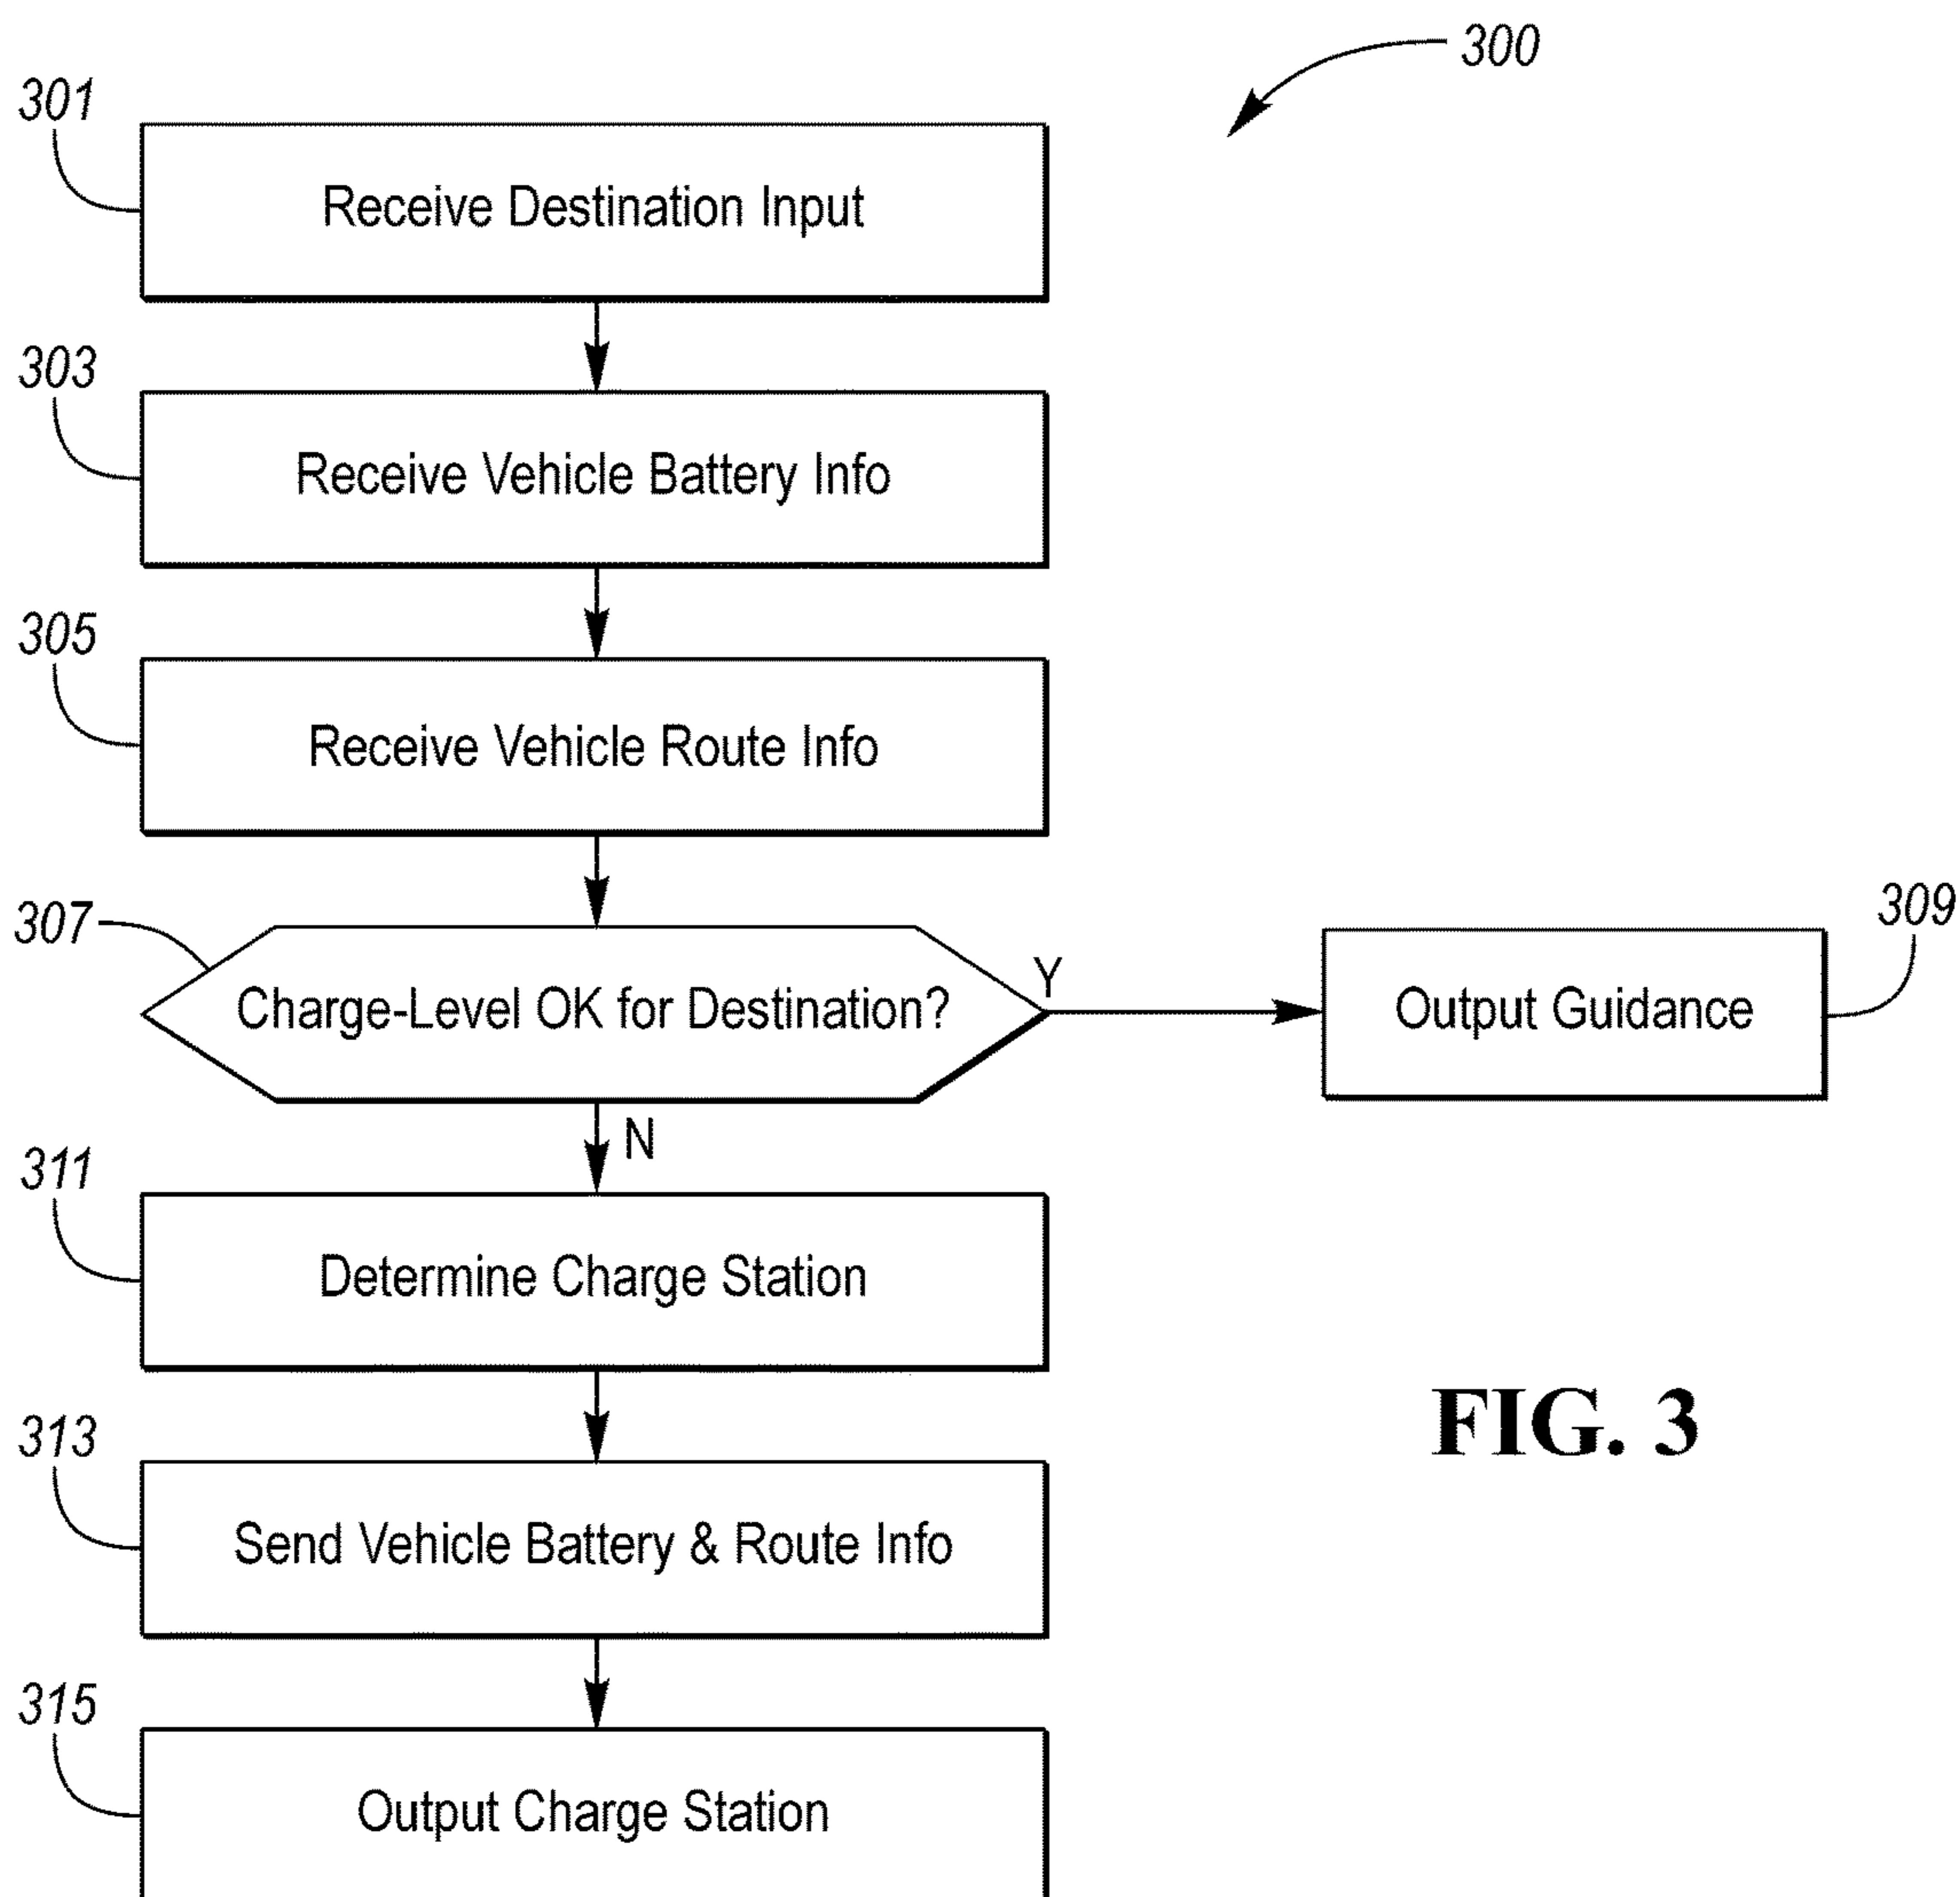 300
301
Receive Destination Input
303
Receive Vehicle Battery Info
305
Receive Vehicle Route Info
307
Charge-Level OK for Destination?
Y
309
Output Guidance
N
311
Determine Charge Station
313
Send Vehicle Battery & Route Info
FIG. 3
315
Output Charge Station